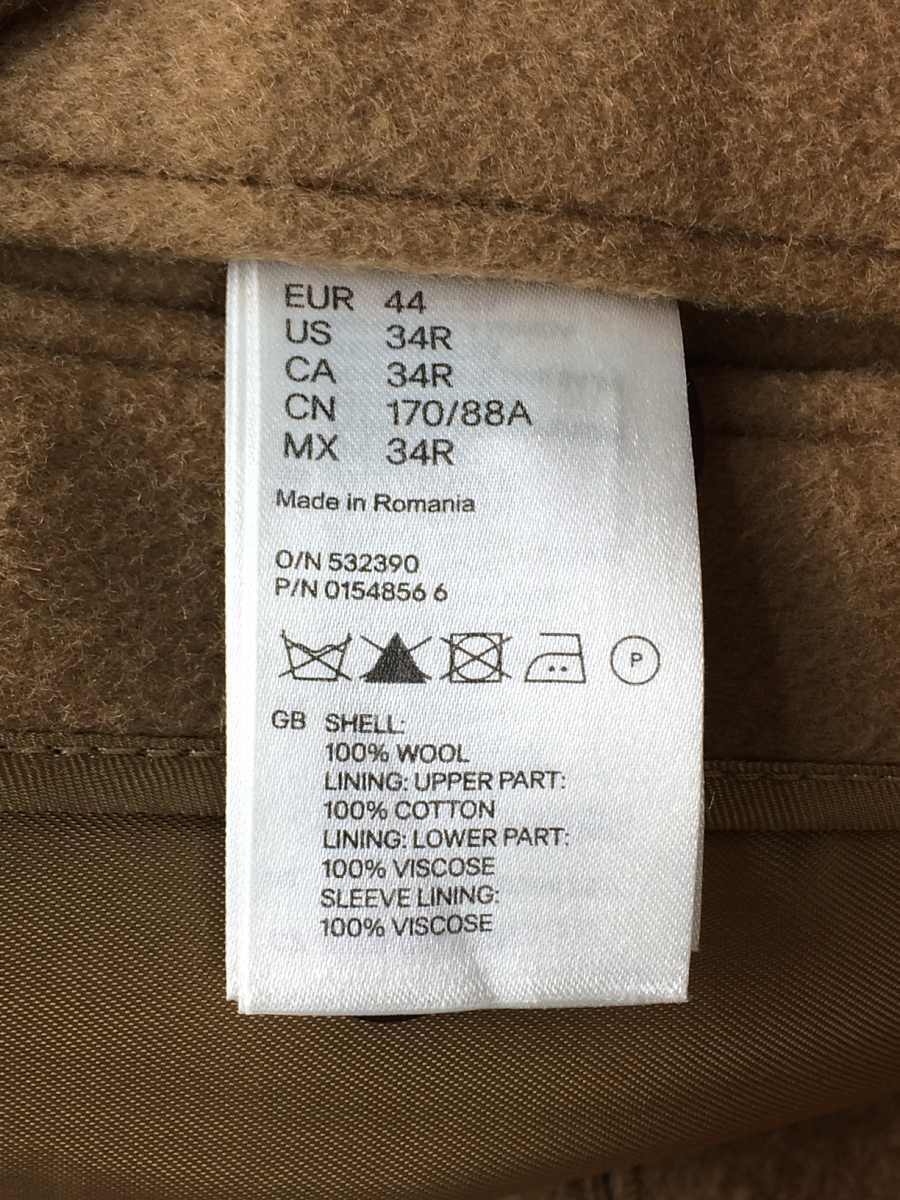 EUR 44
US 34R
CA 34R
CN 170/88A
MX 34R
Made in Romania
O/N 532390
P/N 0154856 6
P
GB SHELL:
100% WOOL
LINING: UPPER PART:
100% COTTON
LINING: LOWER PART:
100% VISCOSE
SLEEVE LINING:
100% VISCOSE